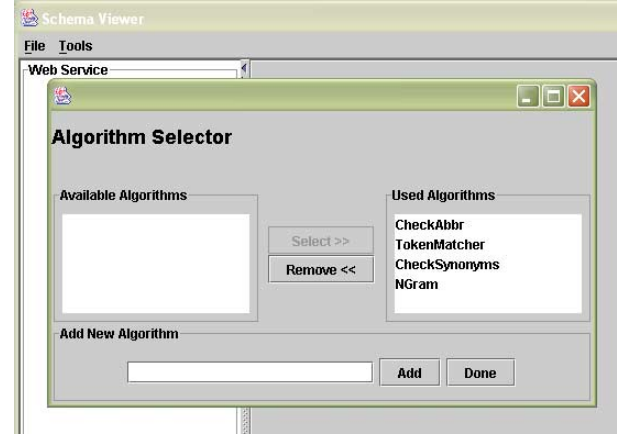 Schema Viewer
File Tools
Web Service
Algorithm Selector
Available Algorithms
Used Algorithms
Select >>
Remove <<
CheckAbbr
TokenMatcher
CheckSynonyms
NGram
Add New Algorithm
Add Done